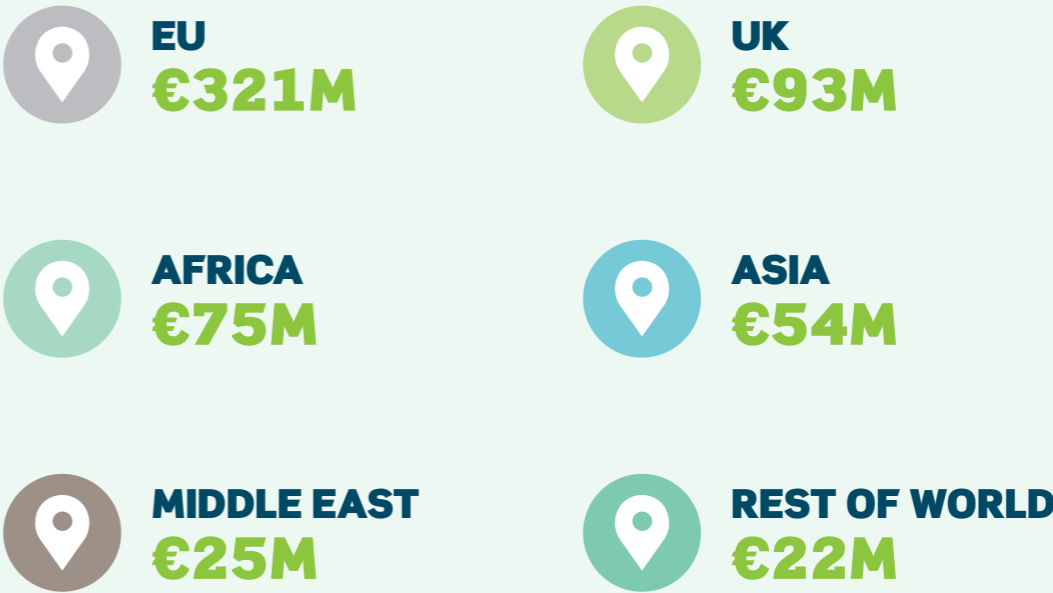 EU
€321M
UK
€93M
AFRICA
€75M
ASIA
€54M
MIDDLE EAST
€25M
REST OF WORLD
€22M